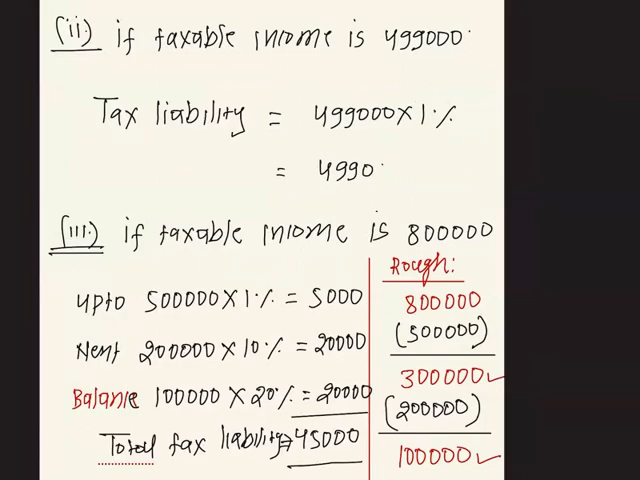 (ii) if taxable income is 499000.
Tax liability = 499000 × 1 %
= 4990.
(iii) if taxable income is 800000
upto 500000 × 1 % = 5000
Next 200000 × 10 % = 20000
Balance 100000 × 20 % = 20000
Total tax liability = 45000
Rough:
800000
(500000)
300000 ✓
(200000)
100000 ✓